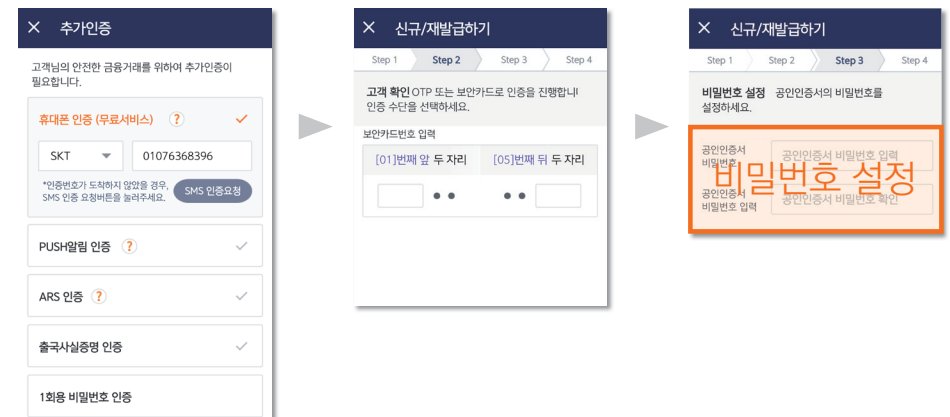 추가인증
고객님의 안전한 금융거래를 위하여 추가인증이
필요합니다.
휴대폰 인증 (무료서비스) ?
SKT 01076368396
*인증번호가 도착하지 않았을 경우,
SMS 인증 요청버튼을 눌러주세요.
SMS 인증요청
PUSH알림 인증 ?
ARS 인증 ?
출국사실증명 인증
1회용 비밀번호 인증
신규/재발급하기
Step 1 Step 2 Step 3 Step 4
고객 확인 OTP 또는 보안카드로 인증을 진행합니
인증 수단을 선택하세요.
보안카드번호 입력
[01]번째 앞 두 자리 [05]번째 뒤 두 자리
신규/재발급하기
Step 1 Step 2 Step 3 Step 4
비밀번호 설정 공인인증서의 비밀번호를
설정하세요.
공인인증서
비밀번호
공인인증서 비밀번호 입력
비밀번호 설정
공인인증서
비밀번호 입력
공인인증서 비밀번호 확인